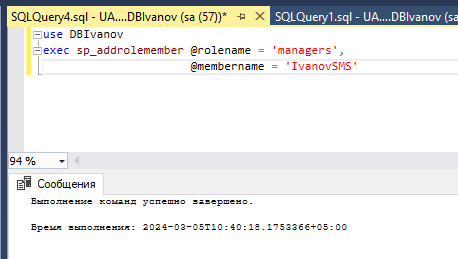 SQLQuery4.sql - UA....DBIvanov (sa (57))* SQLQuery1.sql - UA....DBIvanov
use DBIvanov
exec sp_addrolemember @rolename = 'managers',
@membername = 'IvanovSMS'
94 %
Сообщения
Выполнение команд успешно завершено.
Время выполнения: 2024-03-05T10:40:18.1753366+05:00